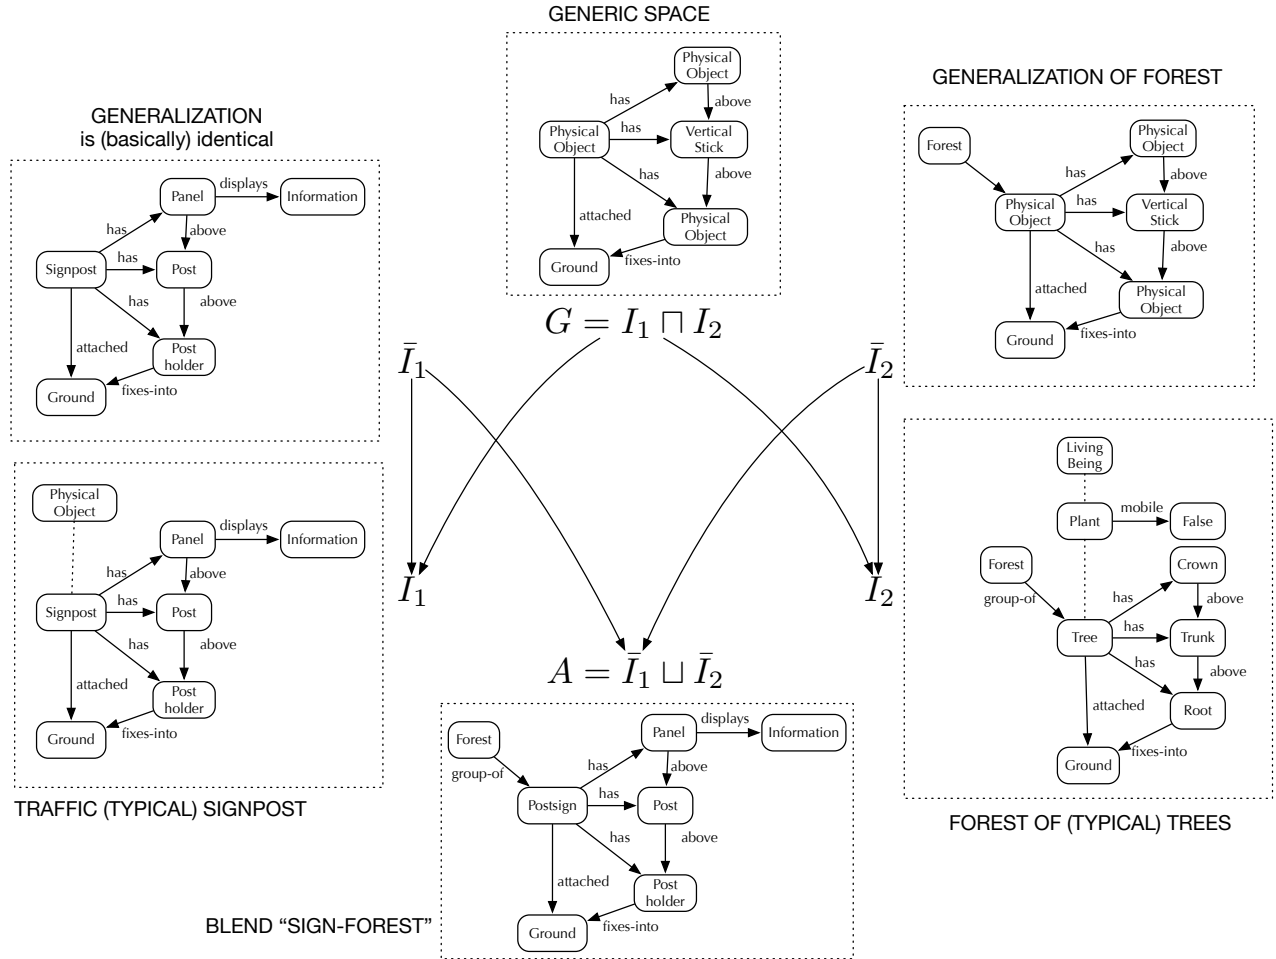 GENERIC SPACE
Physical
Object
has
above
Physical
Object
has
Vertical
Stick
has
above
attached
Physical
Object
Ground
fixes-into
G = I₁ ⊓ I₂
GENERALIZATION
is (basically) identical
Panel
displays
Information
has
above
Signpost
has
Post
has
above
attached
Post
holder
Ground
fixes-into
GENERALIZATION OF FOREST
Forest
Physical
Object
has
above
Physical
Object
has
Vertical
Stick
has
above
attached
Physical
Object
Ground
fixes-into
Ī₁
Ī₂
I₁
I₂
Physical
Object
Panel
displays
Information
has
above
Signpost
has
Post
has
above
attached
Post
holder
Ground
fixes-into
TRAFFIC (TYPICAL) SIGNPOST
Living
Being
Plant
mobile
False
Forest
Crown
group-of
has
above
Tree
has
Trunk
has
above
attached
Root
Ground
fixes-into
FOREST OF (TYPICAL) TREES
A = Ī₁ ⊔ Ī₂
Forest
Panel
displays
Information
group-of
has
above
Postsign
has
Post
has
above
attached
Post
holder
Ground
fixes-into
BLEND “SIGN-FOREST”